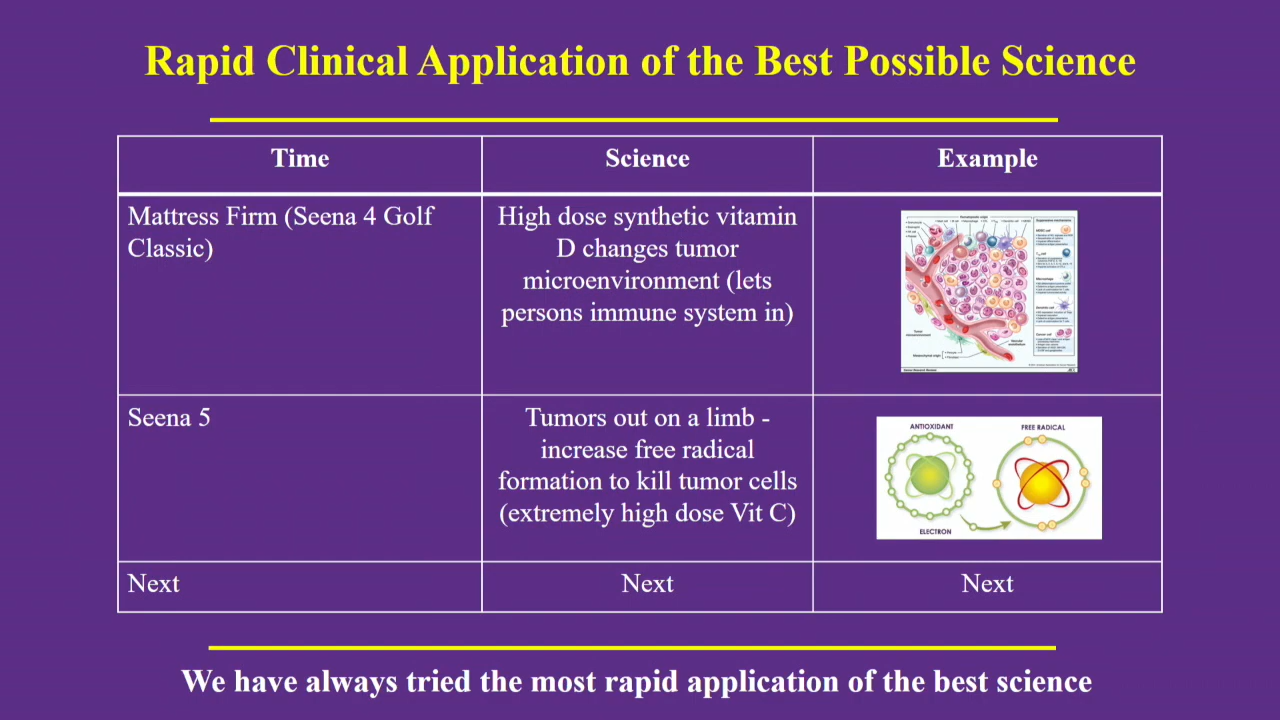 Rapid Clinical Application of the Best Possible Science
Time
Science
Example
Mattress Firm (Seena 4 Golf
Classic)
High dose synthetic vitamin
D changes tumor
microenvironment (lets
persons immune system in)
Seena 5
Tumors out on a limb -
increase free radical
formation to kill tumor cells
(extremely high dose Vit C)
ANTIOXIDANT
FREE RADICAL
ELECTRON
Next
Next
Next
We have always tried the most rapid application of the best science